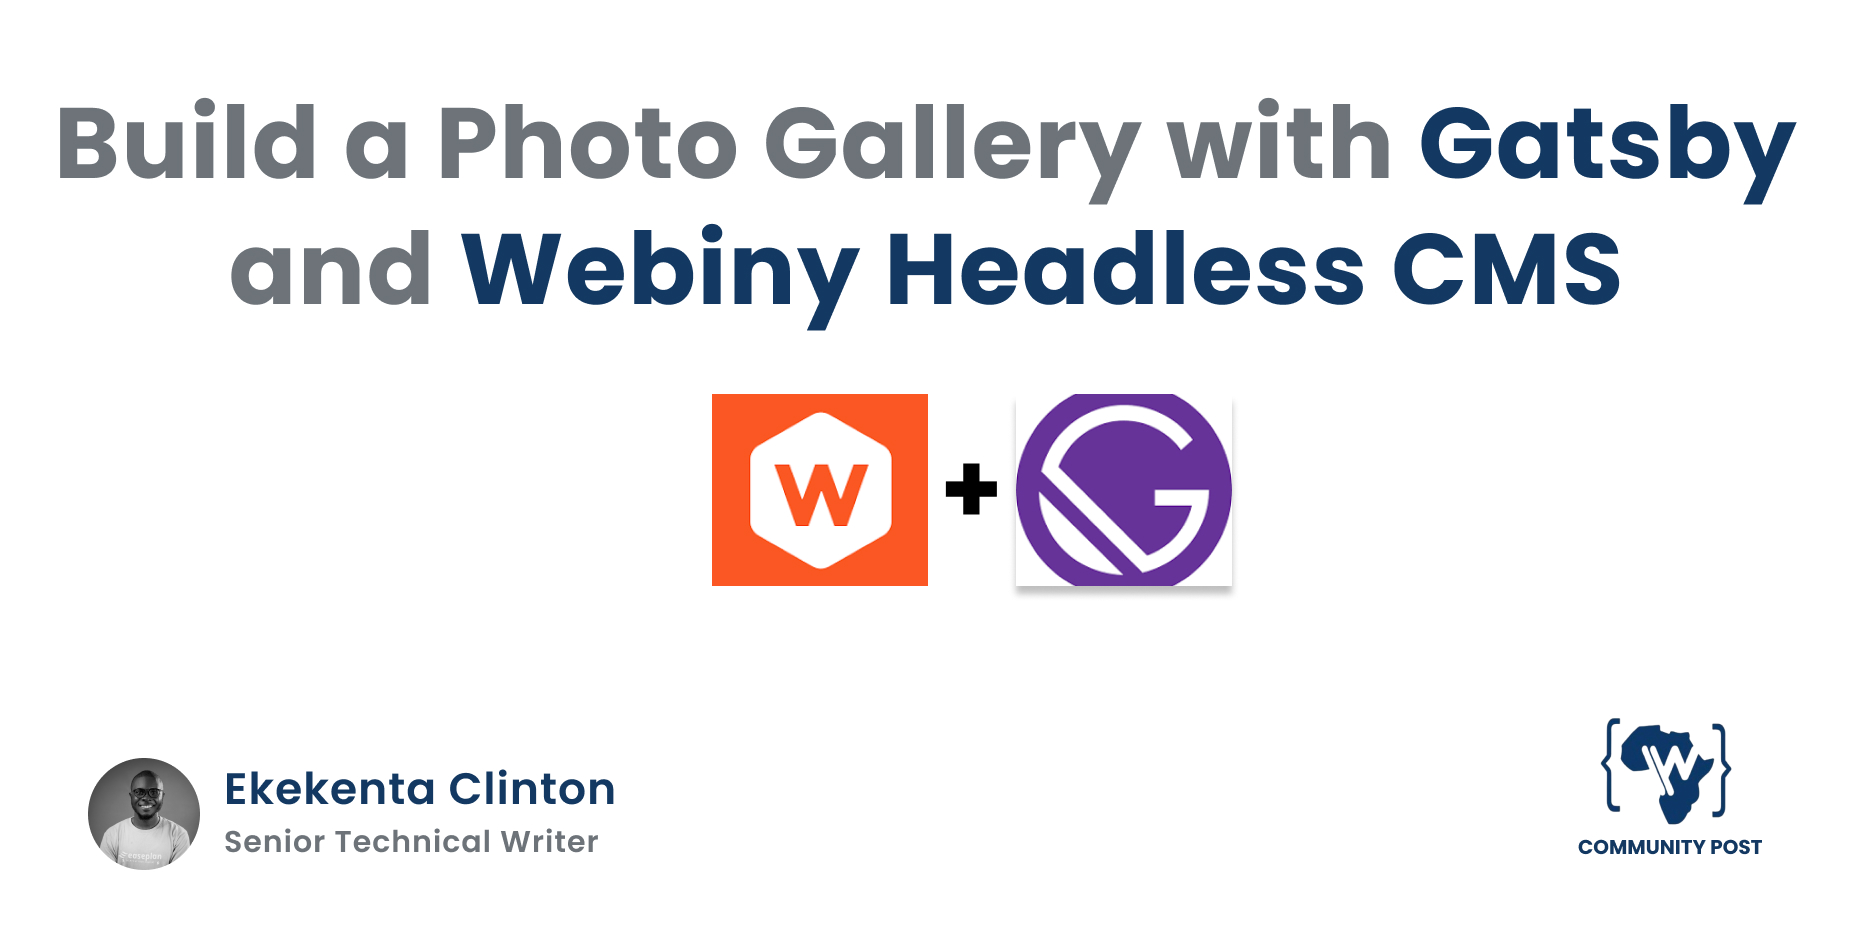 Build a Photo Gallery with Gatsby
and Webiny Headless CMS
W
Ekekenta Clinton
Senior Technical Writer
W
COMMUNITY POST